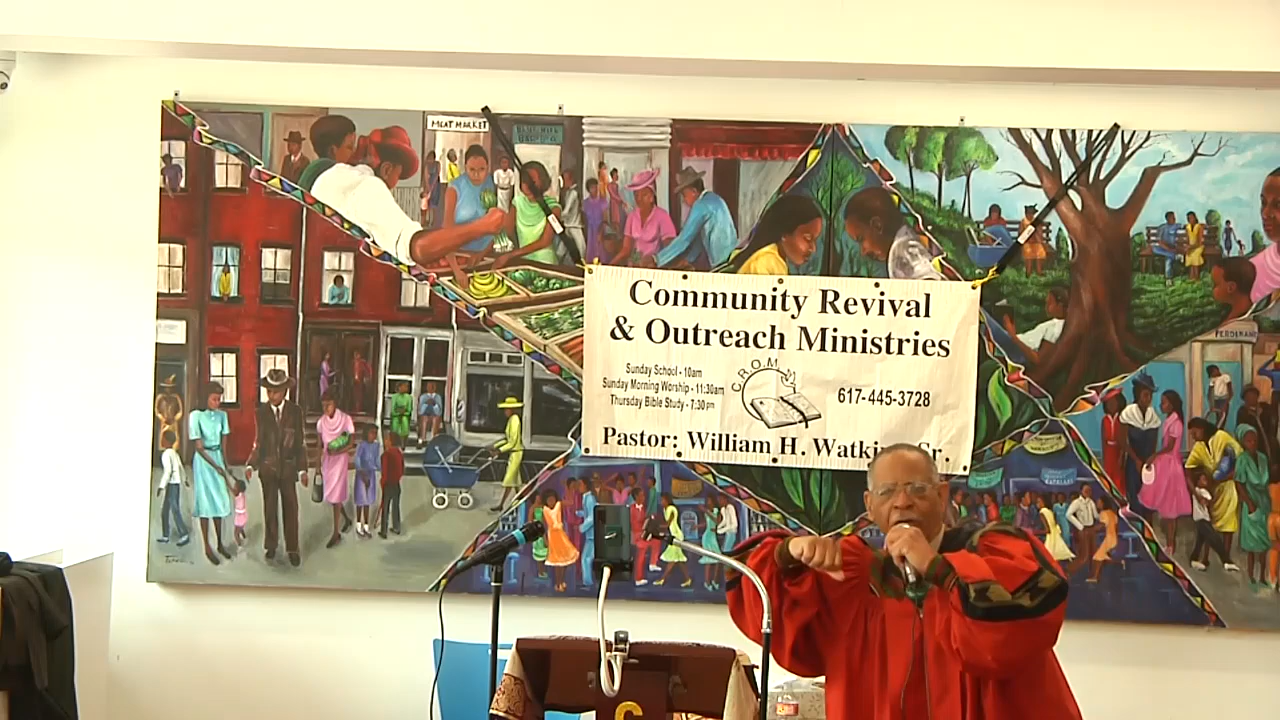 MEAT MARKET
Community Revival
& Outreach Ministries
Sunday School - 10am
Sunday Morning Worship - 11:30am
Thursday Bible Study - 7:30pm
C.R.O.M.
617-445-3728
Pastor: William H. Watki Sr.
FERDINAND
C